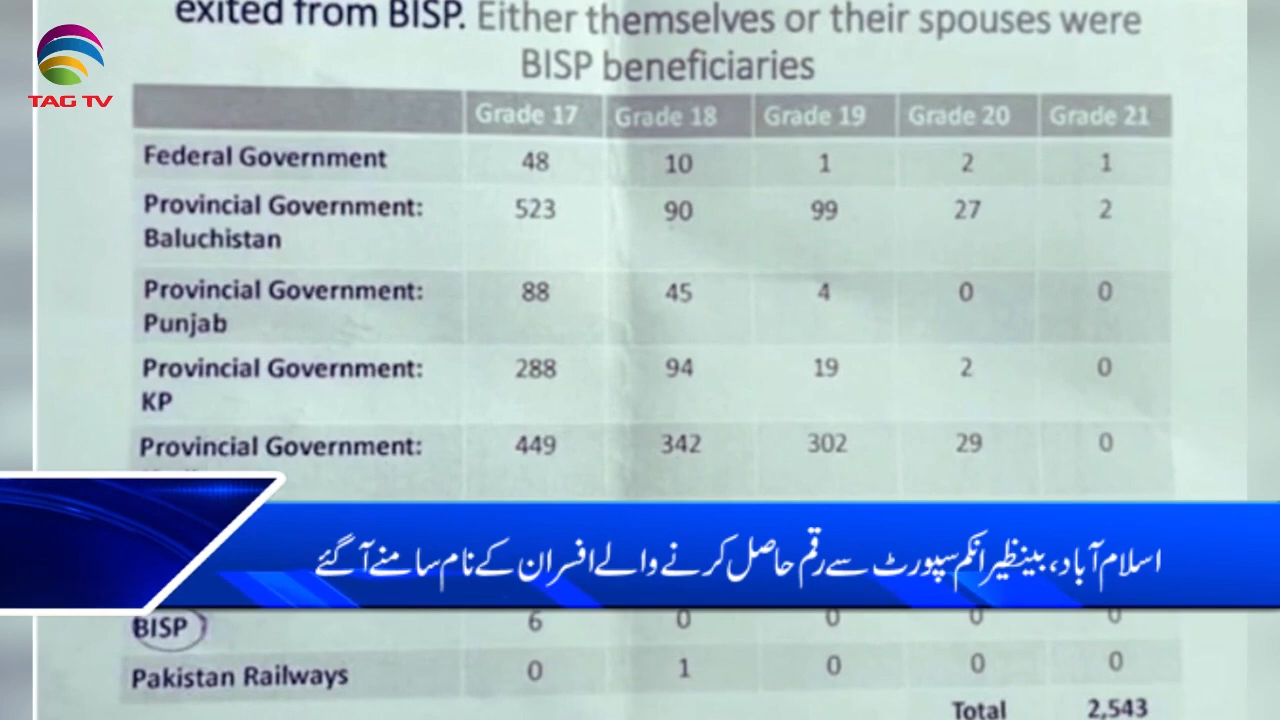 exited from BISP. Either themselves or their spouses were
BISP beneficiaries
TAG TV
Grade 17 Grade 18 Grade 19 Grade 20 Grade 21
Federal Government 48 10 1 2 1
Provincial Government: 523 90 99 27 2
Baluchistan
Provincial Government: 88 45 4 0 0
Punjab
Provincial Government: 288 94 19 2 0
KP
Provincial Government: 449 342 302 29 0
اسلام آباد، بینظیر انکم سپورٹ سے رقم حاصل کرنے والے افسران کے نام سامنے آ گئے
BISP 6 0 0 0 0
Pakistan Railways 0 1 0 0 0
Total 2,543